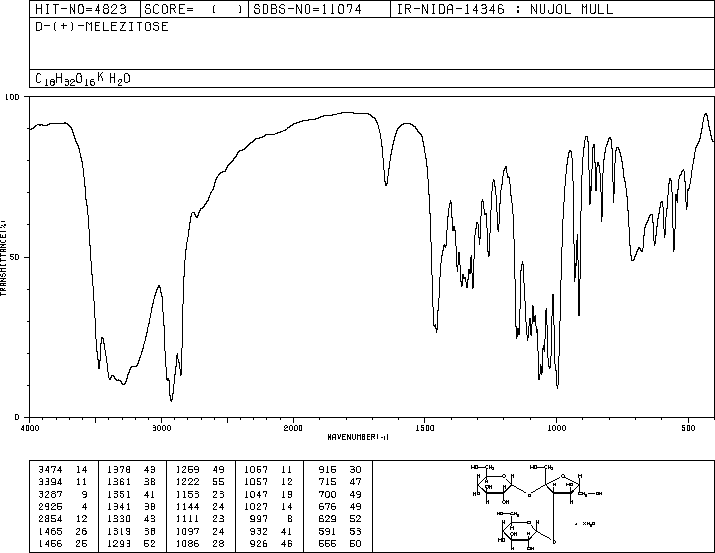 HIT-NO=4823 SCORE= ( ) SDBS-NO=11074 IR-NIDA-14346 : NUJOL MULL
D-(+)-MELEZITOSE
C18H32O16 X H2O
100
TRANSMITTANCE(%)
50
0
4000 3000 2000 1500 1000 500
WAVENUMBER(-1)
3474 14 1378 43 1259 49 1067 11 915 30
3394 11 1361 38 1222 55 1057 12 715 47
3287 9 1351 41 1153 23 1047 19 700 49
2925 4 1341 38 1144 24 1027 14 676 49
2854 12 1330 43 1111 23 997 8 629 52
1465 26 1319 38 1097 24 932 41 591 53
1456 25 1293 52 1086 28 926 46 555 50